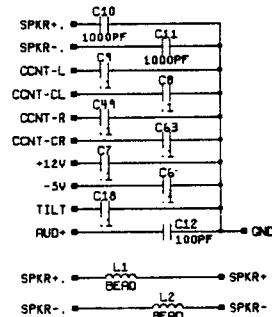 C10
SPKR+.
1000PF
C11
SPKR-.
1000PF
C9
CCNT-L
.1
C8
CCNT-CL
.1
C49
CCNT-R
.1
C63
CCNT-CR
.1
C7
+12V
.1
C6
-5V
.1
C18
TILT
.1
C12
AUD+
GND
100PF
L1
SPKR+.
SPKR+
BEAD
L2
SPKR-.
SPKR-
BEAD